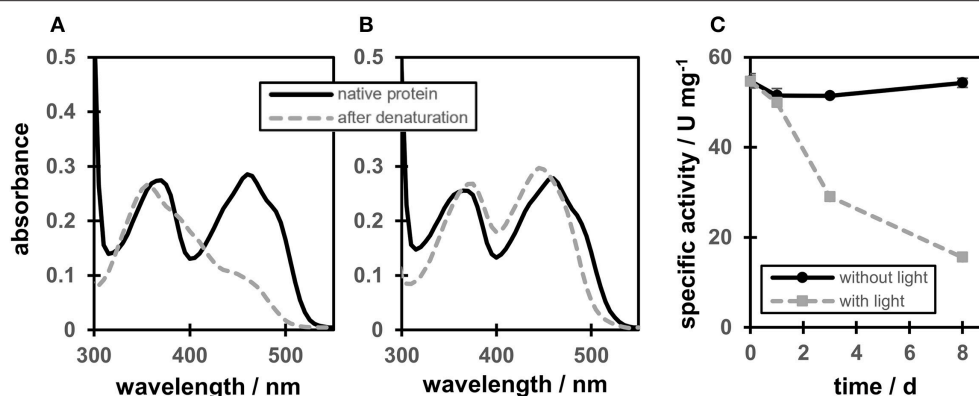 A
B
C
0.5
0.4
0.3
0.2
0.1
0
absorbance
300
400
500
wavelength / nm
native protein
after denaturation
0.5
0.4
0.3
0.2
0.1
0
300
400
500
wavelength / nm
60
40
20
0
specific activity / U mg⁻¹
without light
with light
0
2
4
6
8
time / d